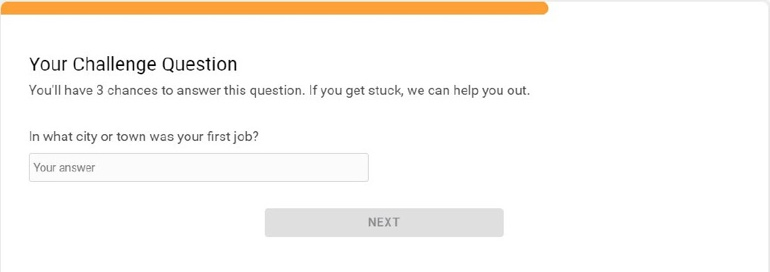 Your Challenge Question
You'll have 3 chances to answer this question. If you get stuck, we can help you out.
In what city or town was your first job?
Your answer
NEXT